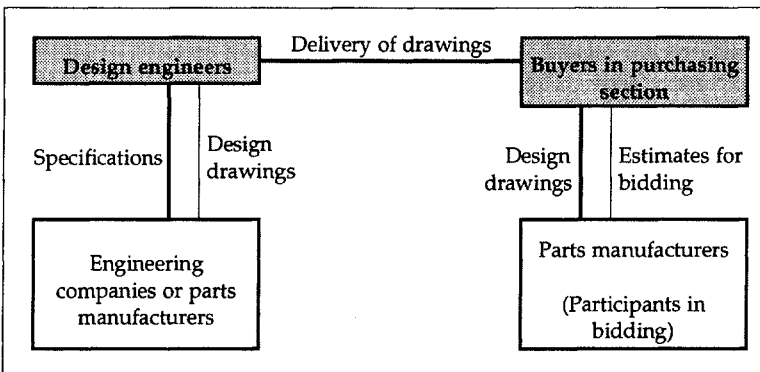 Delivery of drawings
Design engineers
Buyers in purchasing
section
Specifications
Design
drawings
Design
drawings
Estimates for
bidding
Engineering
companies or parts
manufacturers
Parts manufacturers
(Participants in
bidding)